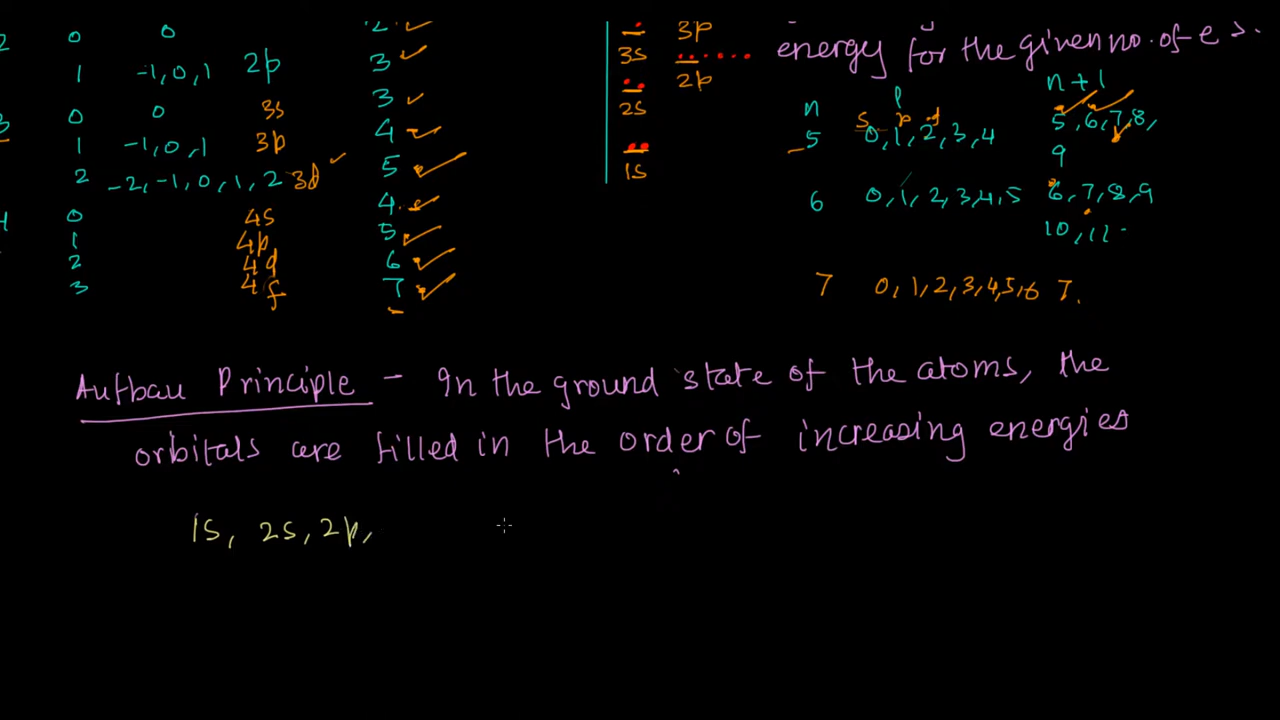 2 0 0 2
1 -1,0,1 2p 3
0 0 3s 3
3
1 -1,0,1 3p 4
2 -2,-1,0,1,2 3d 5
4 0 4s 4
1 4p 5
2 4d 6
3 4f 7
3p
3s
2p
2s
1s
energy for the given no. of e s.
n l n + l
s p d
5 0,1,2,3,4 5,6,7,8,
9
6 0,1,2,3,4,5 6,7,8,9
10,11
7 0,1,2,3,4,5,6 7.
Aufbau Principle - In the ground state of the atoms, the
orbitals are filled in the order of increasing energies
1s, 2s, 2p,